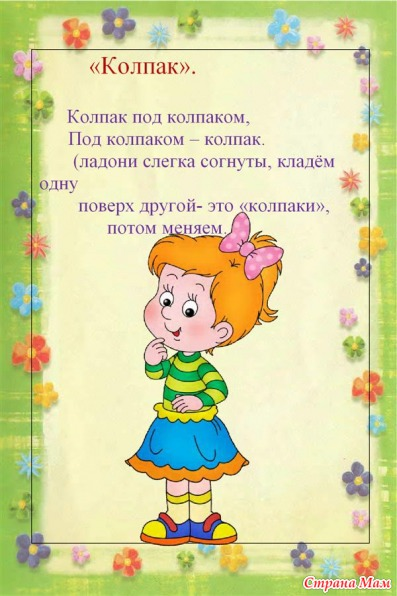 «Колпак».
Колпак под колпаком,
Под колпаком – колпак.
(ладони слегка согнуты, кладём
одну
поверх другой- это «колпаки»,
потом меняем.
Страна Мам